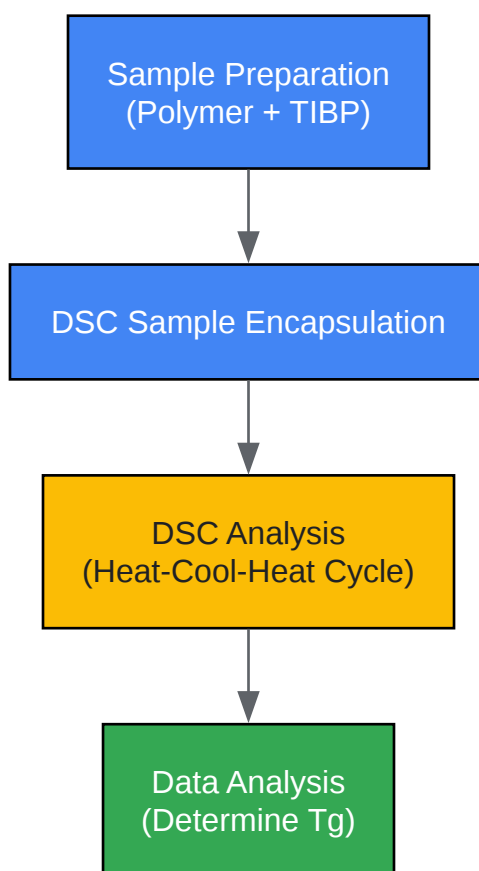 Sample Preparation
(Polymer + TIBP)
DSC Sample Encapsulation
DSC Analysis
(Heat-Cool-Heat Cycle)
Data Analysis
(Determine Tg)